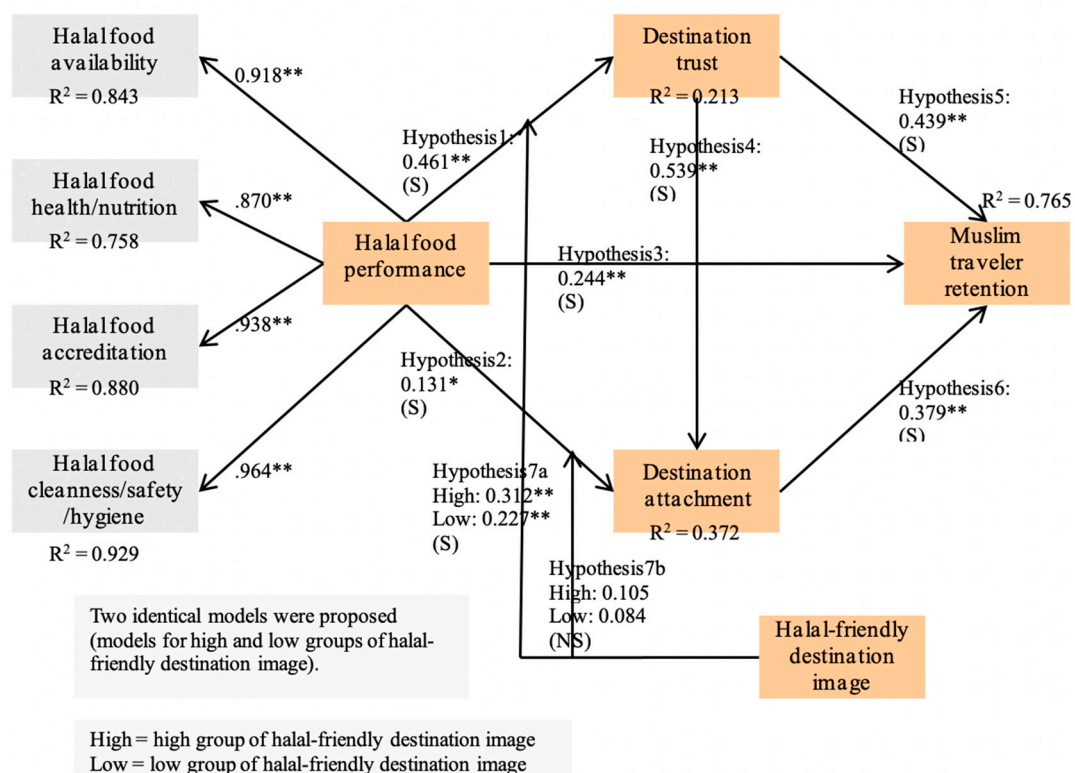 Halal food
availability
R² = 0.843
0.918**
Destination
trust
R² = 0.213
Hypothesis1:
0.461**
(S)
Hypothesis4:
0.539**
(S)
Hypothesis5:
0.439**
(S)
Halal food
health/nutrition
R² = 0.758
.870**
Halal food
performance
Hypothesis3:
0.244**
(S)
R² = 0.765
Muslim
traveler
retention
Halal food
accreditation
R² = 0.880
.938**
Hypothesis2:
0.131*
(S)
Hypothesis6:
0.379**
(S)
Halal food
cleanness/safety
/hygiene
R² = 0.929
.964**
Hypothesis7a
High: 0.312**
Low: 0.227**
(S)
Destination
attachment
R² = 0.372
Hypothesis7b
High: 0.105
Low: 0.084
(NS)
Halal-friendly
destination
image
Two identical models were proposed
(models for high and low groups of halal-
friendly destination image).
High = high group of halal-friendly destination image
Low = low group of halal-friendly destination image